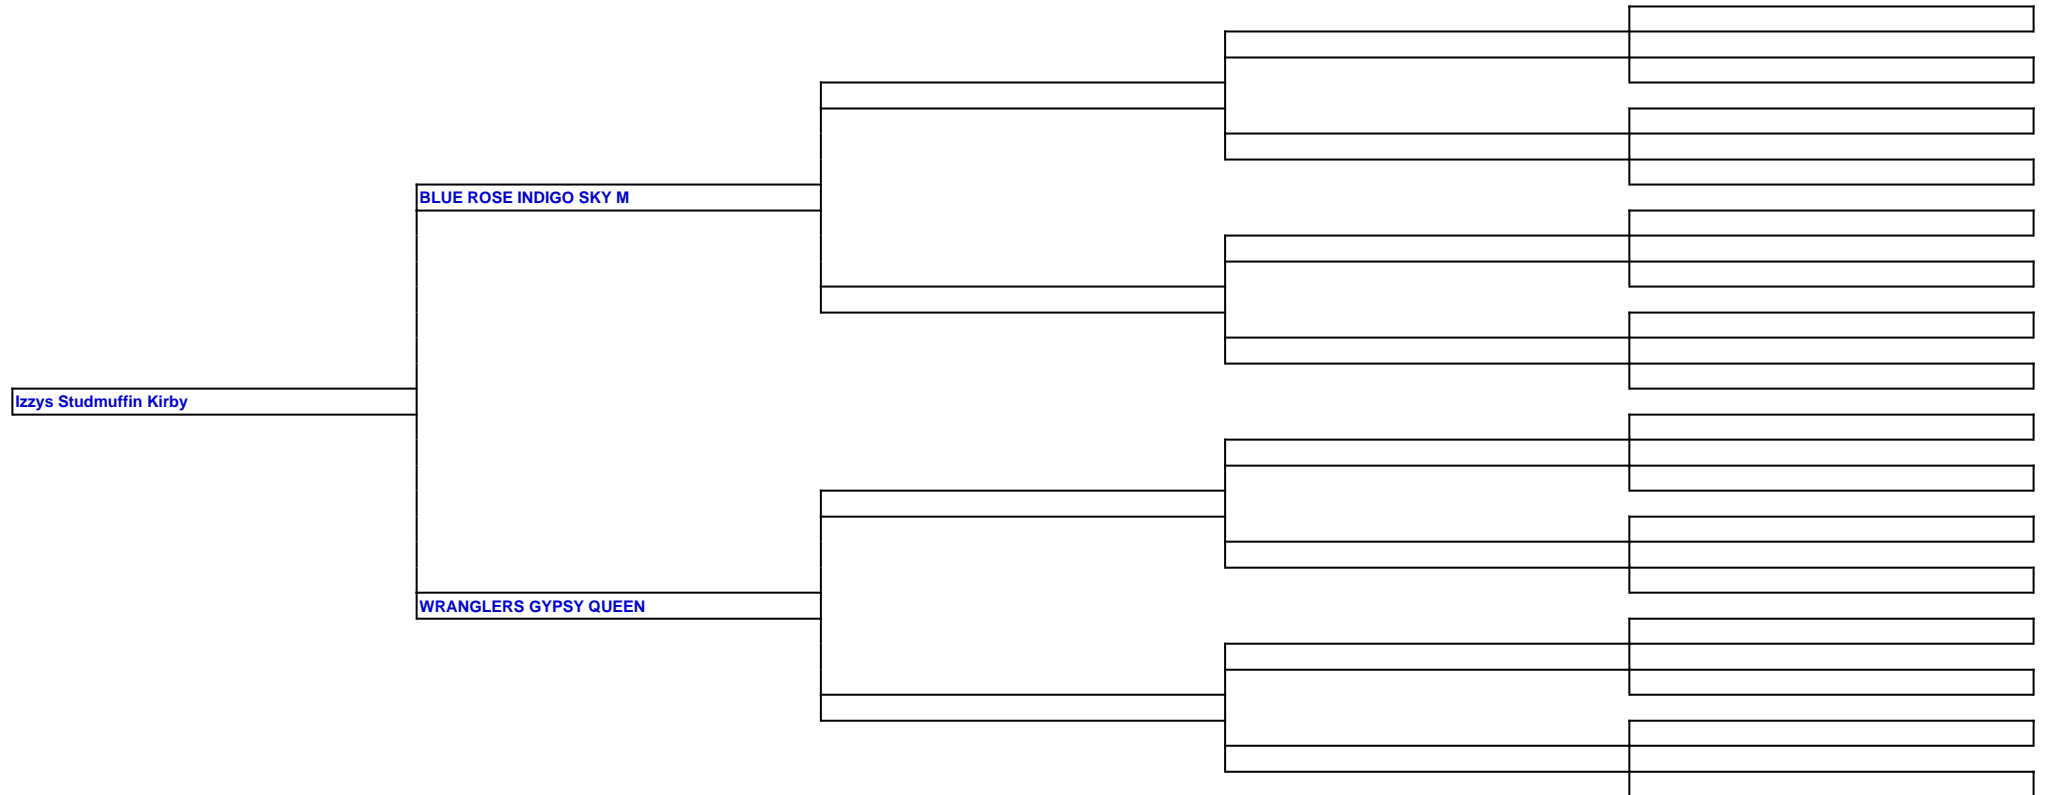 BLUE ROSE INDIGO SKY M
Izzys Studmuffin Kirby
WRANGLERS GYPSY QUEEN